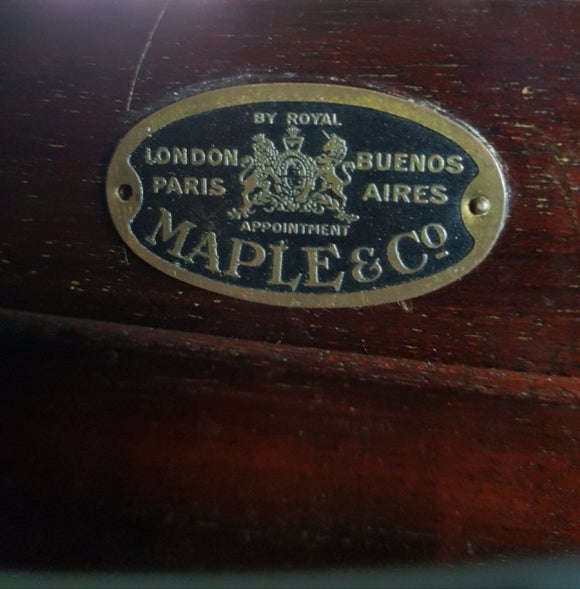 BY ROYAL
LONDON BUENOS
PARIS AIRES
APPOINTMENT
MAPLE & Co